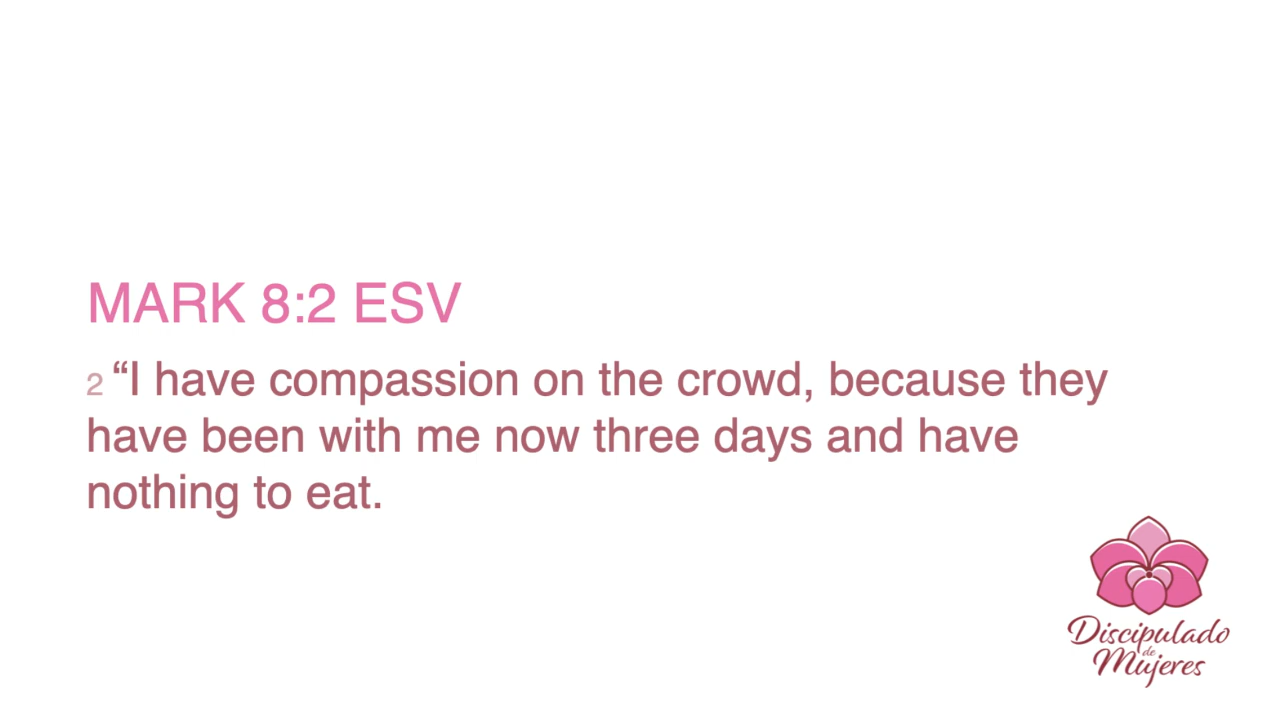 MARK 8:2 ESV
2 “I have compassion on the crowd, because they
have been with me now three days and have
nothing to eat.
Discipulado
de
Mujeres